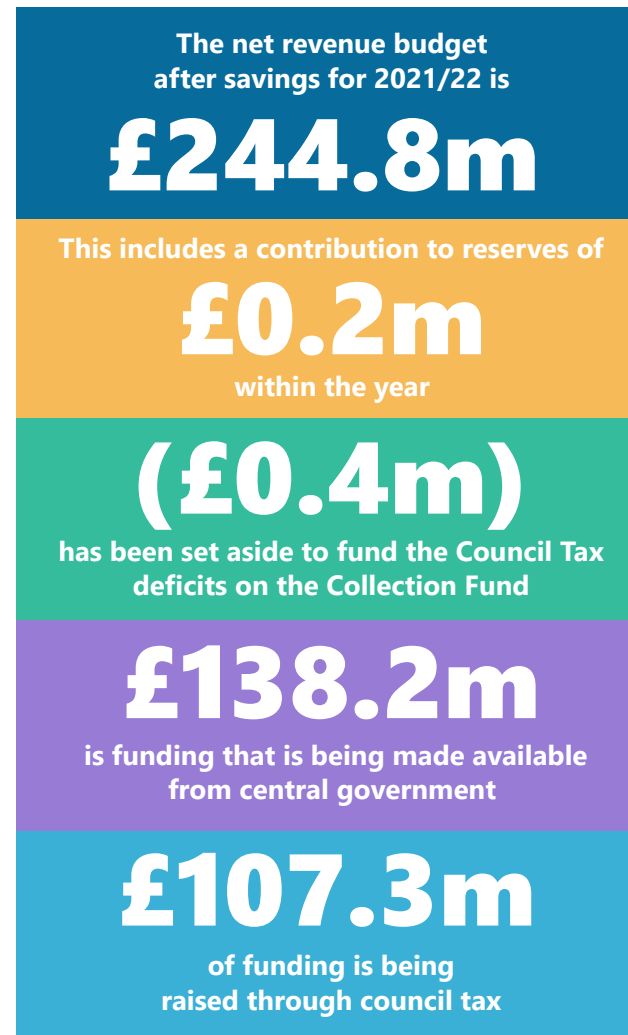 The net revenue budget
after savings for 2021/22 is
£244.8m
This includes a contribution to reserves of
£0.2m
within the year
(£0.4m)
has been set aside to fund the Council Tax
deficits on the Collection Fund
£138.2m
is funding that is being made available
from central government
£107.3m
of funding is being
raised through council tax